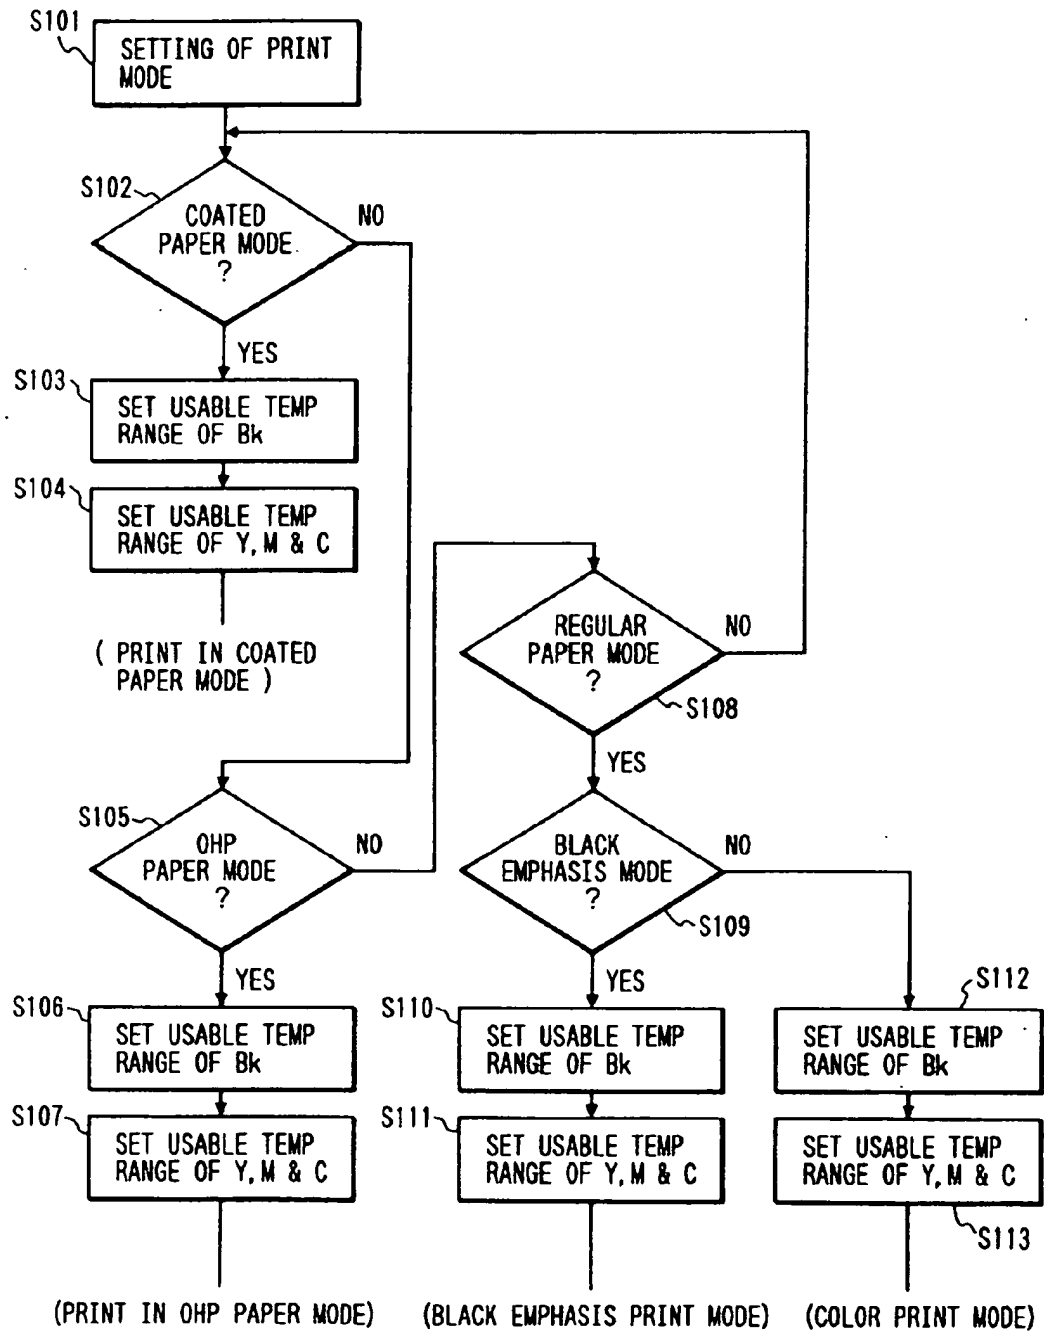 S101
SETTING OF PRINT
MODE
S102
COATED
PAPER MODE
?
NO
YES
S103
SET USABLE TEMP
RANGE OF Bk
S104
SET USABLE TEMP
RANGE OF Y, M & C
( PRINT IN COATED
PAPER MODE )
REGULAR
PAPER MODE
?
NO
S108
YES
S105
OHP
PAPER MODE
?
NO
BLACK
EMPHASIS MODE
?
NO
S109
YES
YES
S106
SET USABLE TEMP
RANGE OF Bk
S107
SET USABLE TEMP
RANGE OF Y, M & C
(PRINT IN OHP PAPER MODE)
S110
SET USABLE TEMP
RANGE OF Bk
S111
SET USABLE TEMP
RANGE OF Y, M & C
(BLACK EMPHASIS PRINT MODE)
S112
SET USABLE TEMP
RANGE OF Bk
SET USABLE TEMP
RANGE OF Y, M & C
S113
(COLOR PRINT MODE)